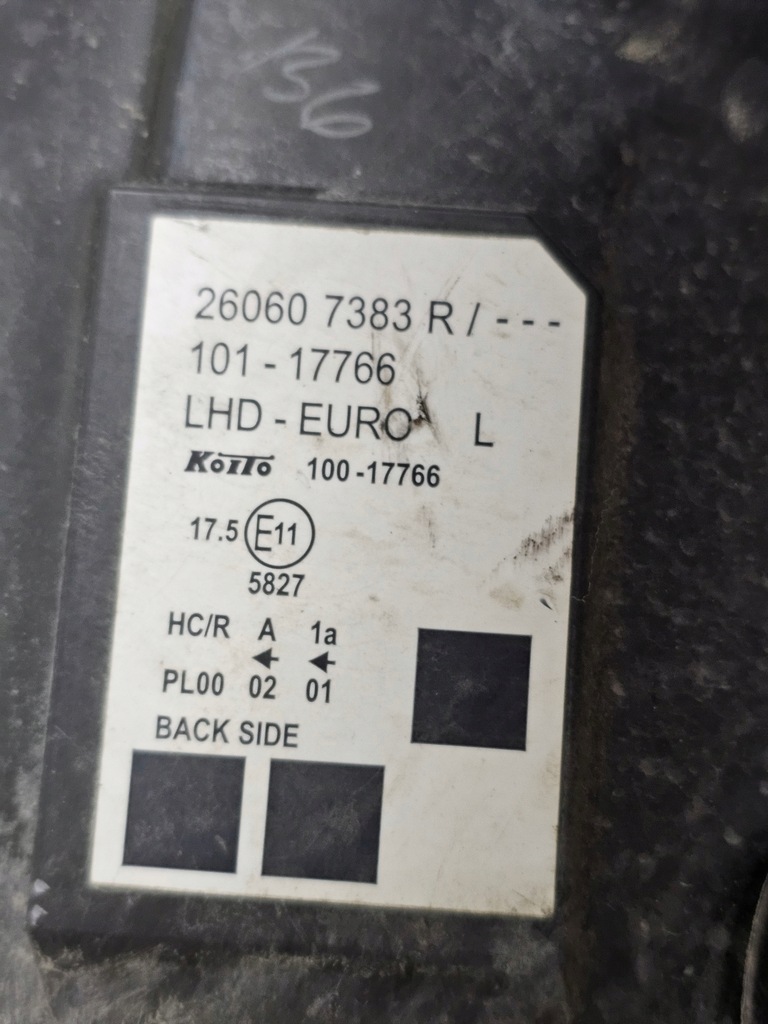 36
26060 7383 R / - - -
101 - 17766
LHD - EURO L
KOITO 100 -17766
17.5 E11
5827
HC/R A 1a
← ←
PL00 02 01
BACK SIDE